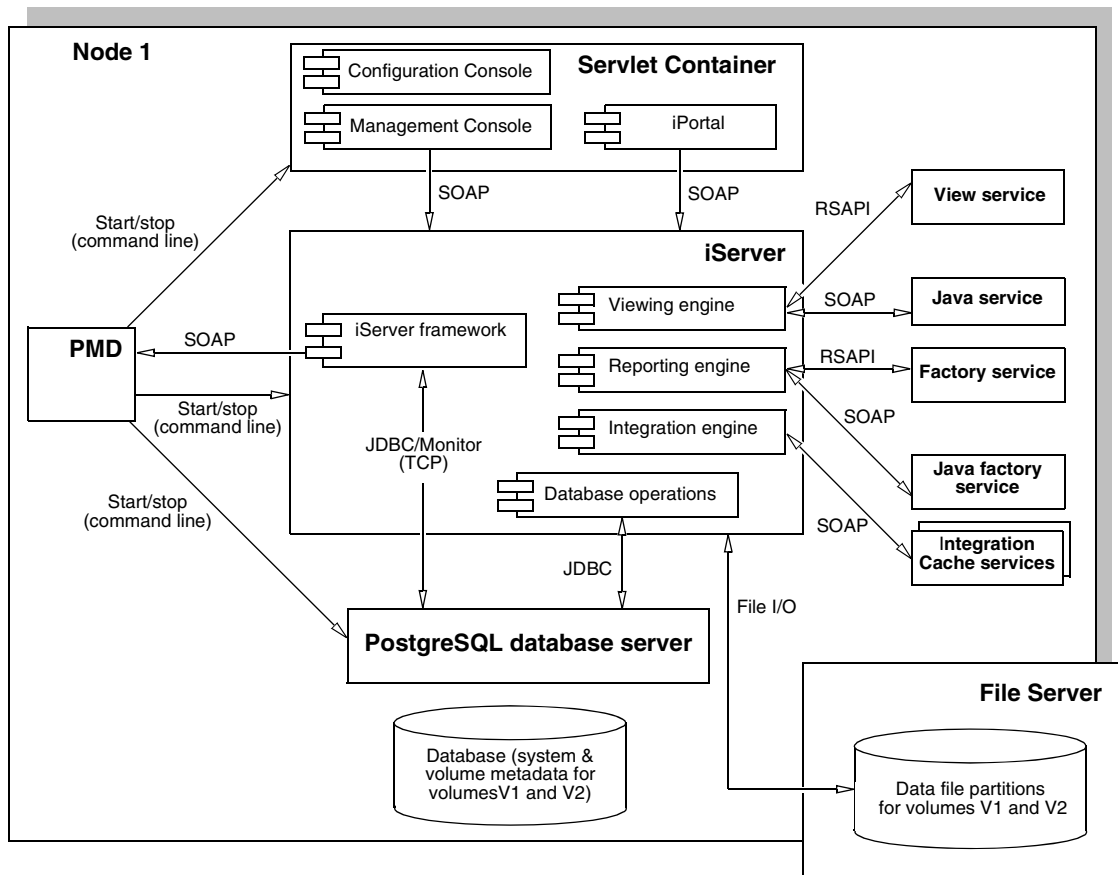 Node 1
Servlet Container
Configuration Console
Management Console
iPortal
SOAP
SOAP
Start/stop
(command line)
RSAPI
View service
iServer
Viewing engine
SOAP
Java service
iServer framework
PMD
SOAP
Reporting engine
RSAPI
Factory service
Start/stop
(command line)
Integration engine
SOAP
JDBC/Monitor
(TCP)
Java factory
service
Database operations
Start/stop
(command line)
SOAP
Integration
Cache services
JDBC
File I/O
PostgreSQL database server
File Server
Database (system &
volume metadata for
volumesV1 and V2)
Data file partitions
for volumes V1 and V2